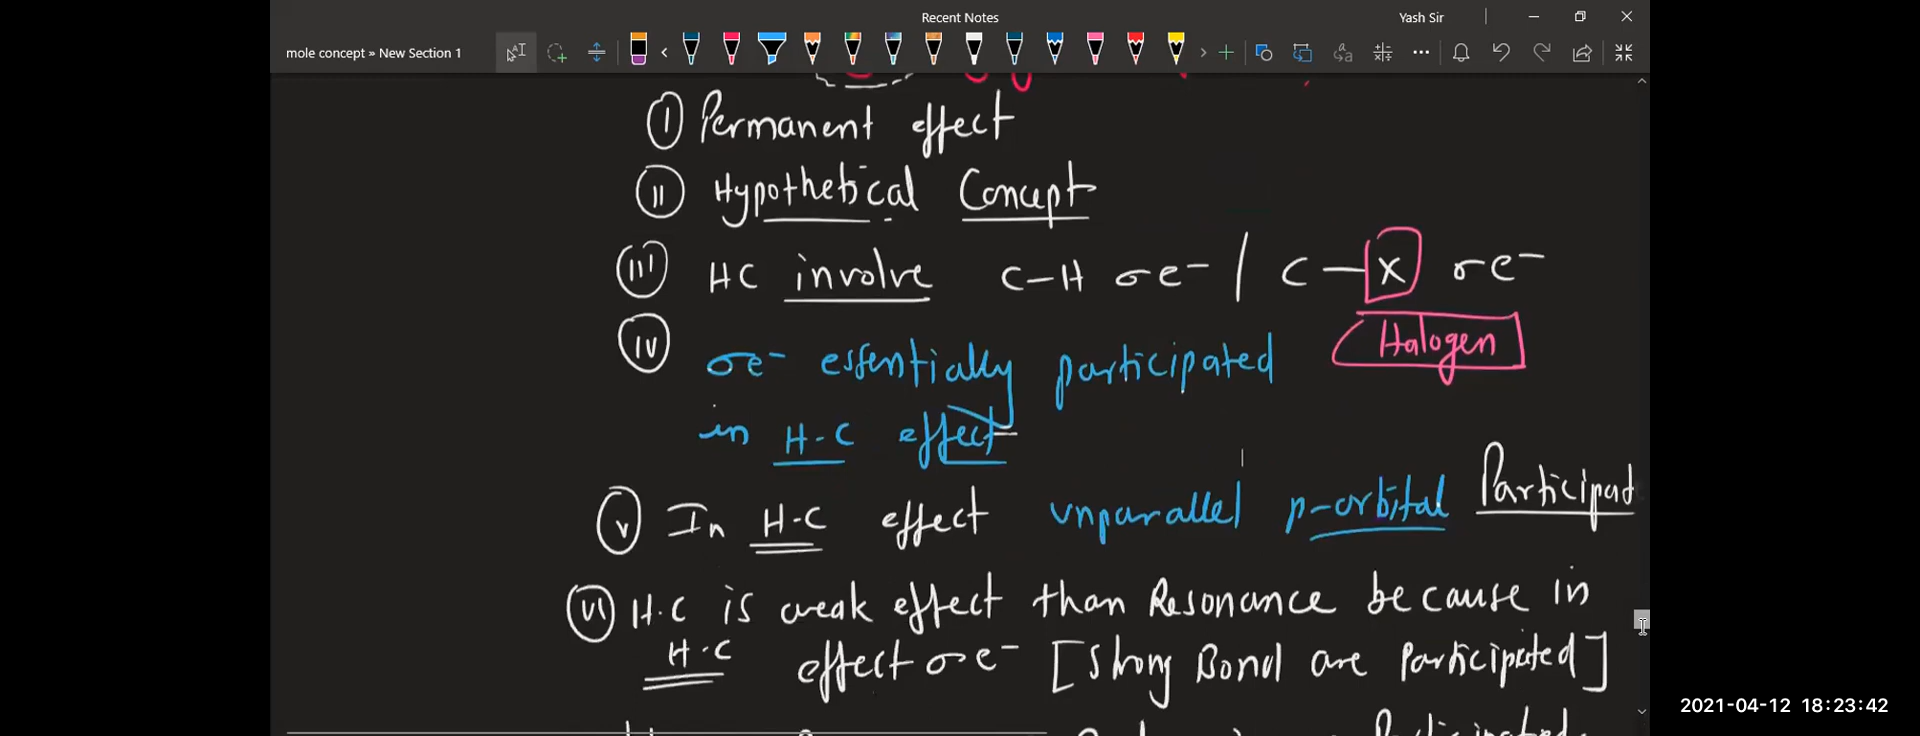 Recent Notes
Yash Sir
mole concept » New Section 1
I Permanent effect
II Hypothetical Concept
III HC involve C-H σe⁻ / C-X σe⁻
Halogen
IV σe⁻ essentially participated
in H-C effect
V In H-C effect unparallel p-orbital Participad
VI H.C is weak effect than Resonance because in
H.C effect σe⁻ [Strong Bond are Participated]
2021-04-12 18:23:42